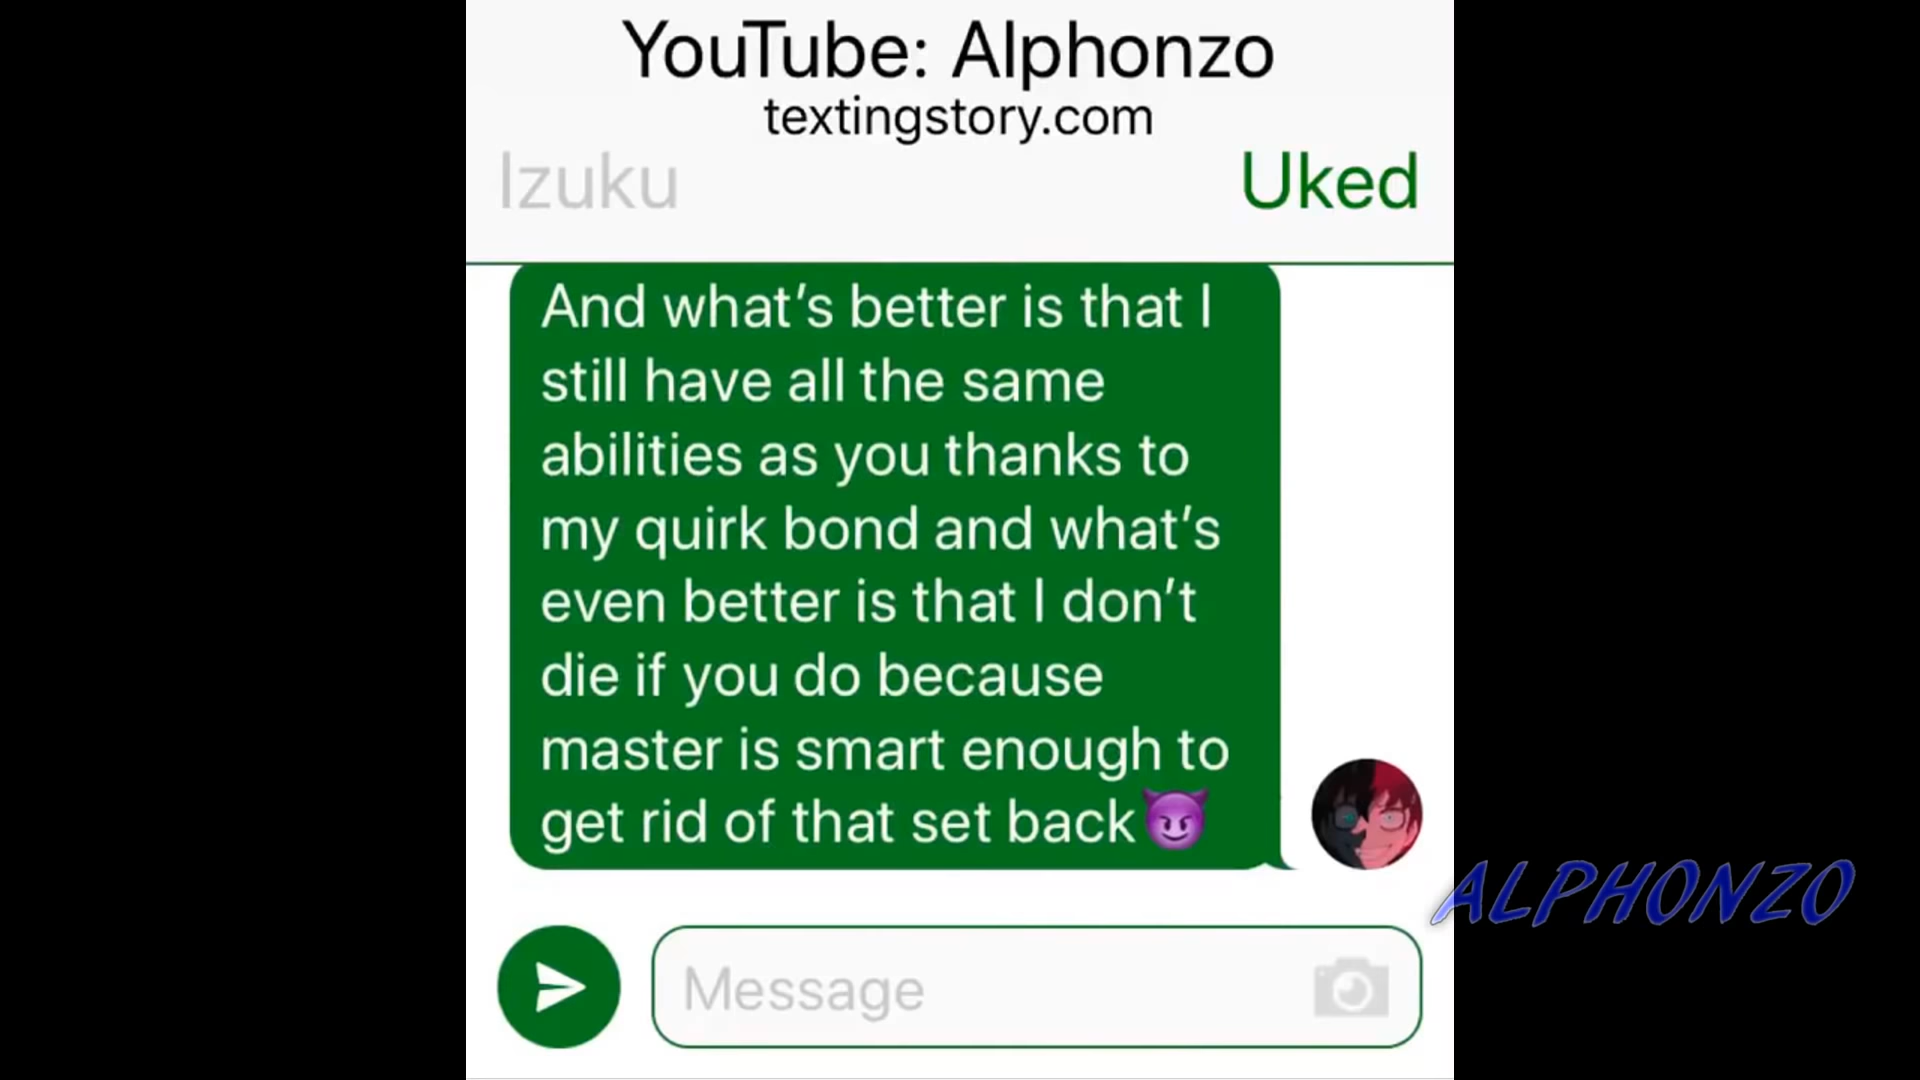 YouTube: Alphonzo
textingstory.com
Izuku
Uked
And what’s better is that I
still have all the same
abilities as you thanks to
my quirk bond and what’s
even better is that I don’t
die if you do because
master is smart enough to
get rid of that set back😈
ALPHONZO
Message